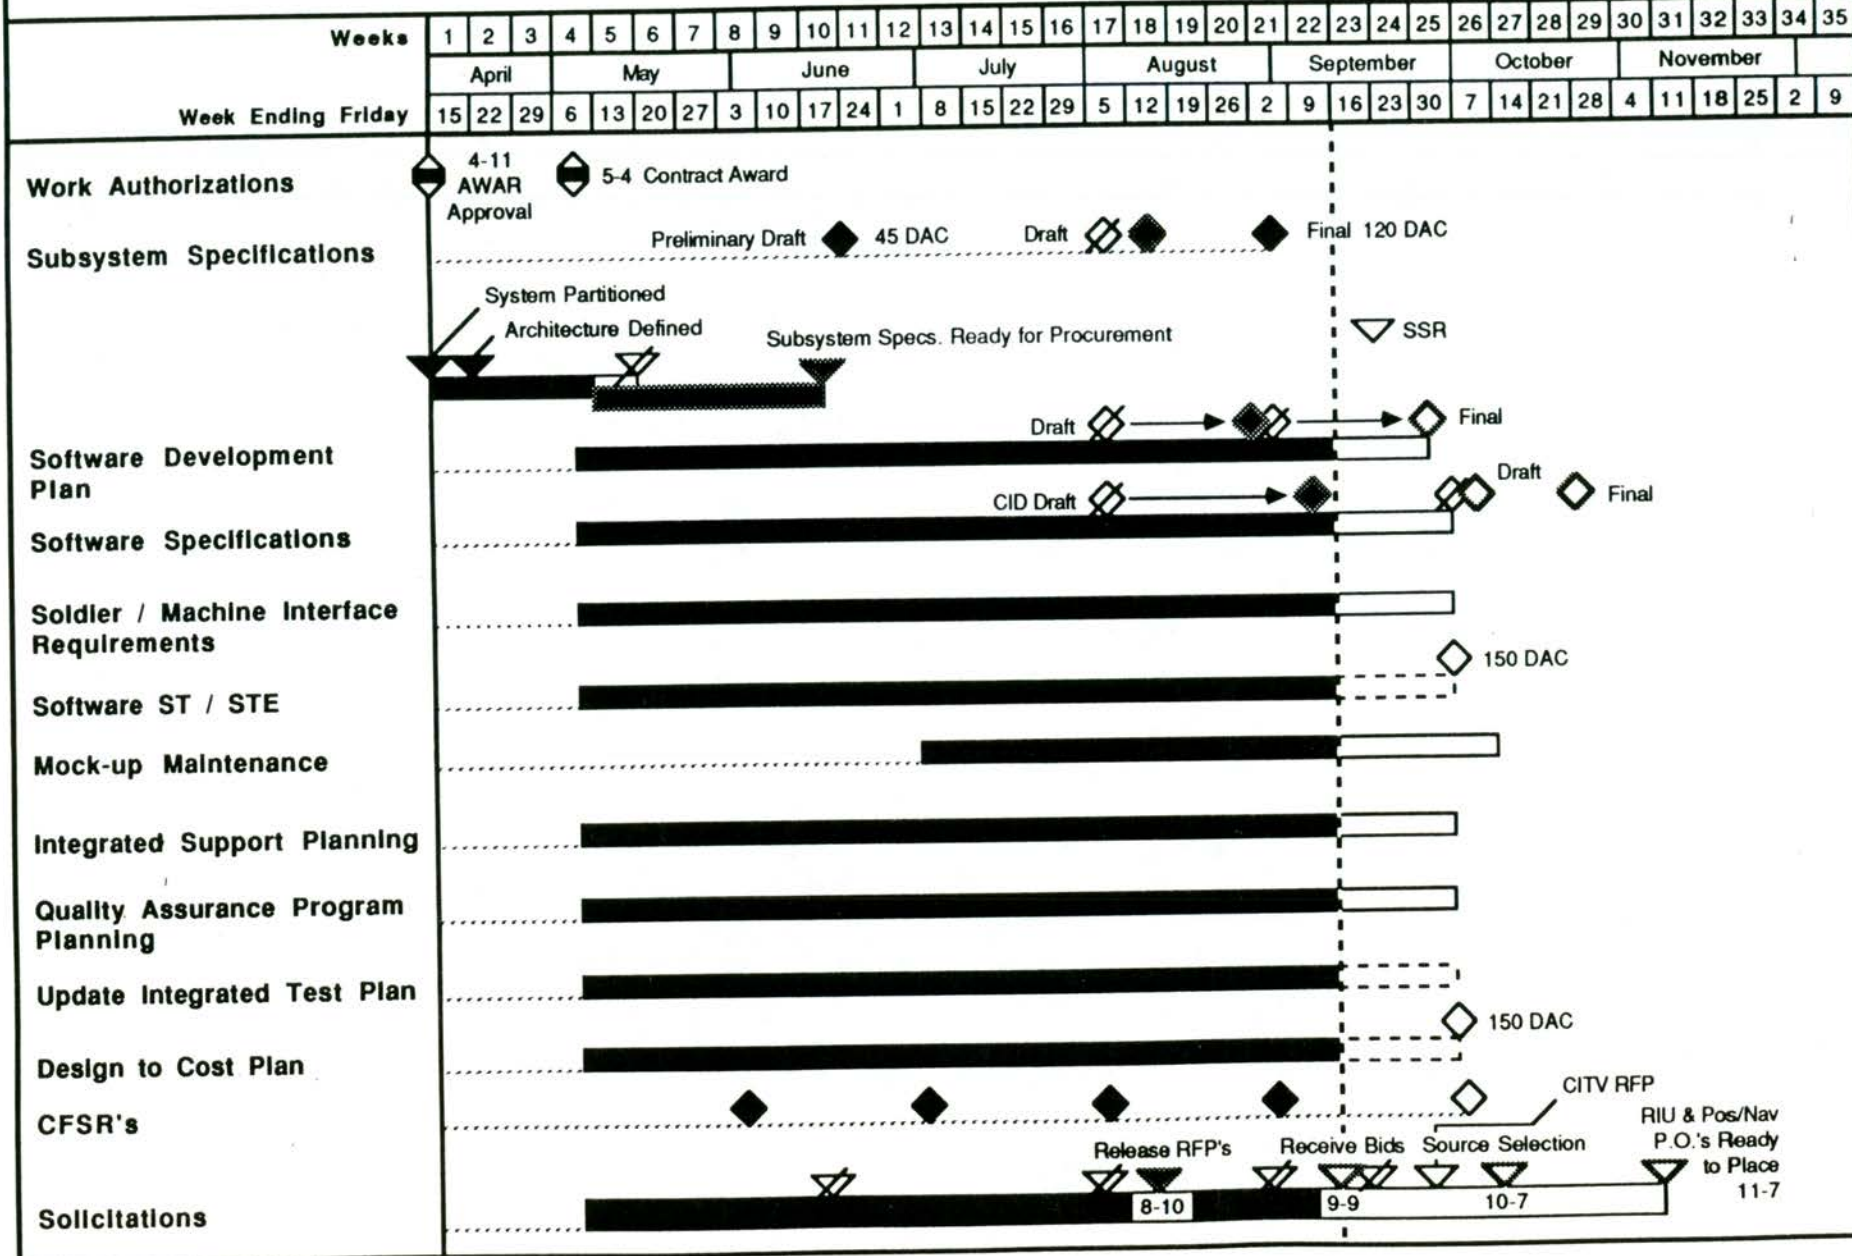 Weeks 1 2 3 4 5 6 7 8 9 10 11 12 13 14 15 16 17 18 19 20 21 22 23 24 25 26 27 28 29 30 31 32 33 34 35
April May June July August September October November
Week Ending Friday 15 22 29 6 13 20 27 3 10 17 24 1 8 15 22 29 5 12 19 26 2 9 16 23 30 7 14 21 28 4 11 18 25 2 9
Work Authorizations
4-11
AWAR
Approval
5-4 Contract Award
Subsystem Specifications
Preliminary Draft 45 DAC Draft Final 120 DAC
System Partitioned
Architecture Defined
Subsystem Specs. Ready for Procurement
SSR
Software Development
Plan
Draft Final
Software Specifications
CID Draft Draft Final
Soldier / Machine Interface
Requirements
150 DAC
Software ST / STE
Mock-up Maintenance
Integrated Support Planning
Quality Assurance Program
Planning
Update Integrated Test Plan
150 DAC
Design to Cost Plan
CFSR's
CITV RFP
Release RFP's Receive Bids Source Selection
RIU & Pos/Nav
P.O.'s Ready
to Place
11-7
Solicitations
8-10 9-9 10-7